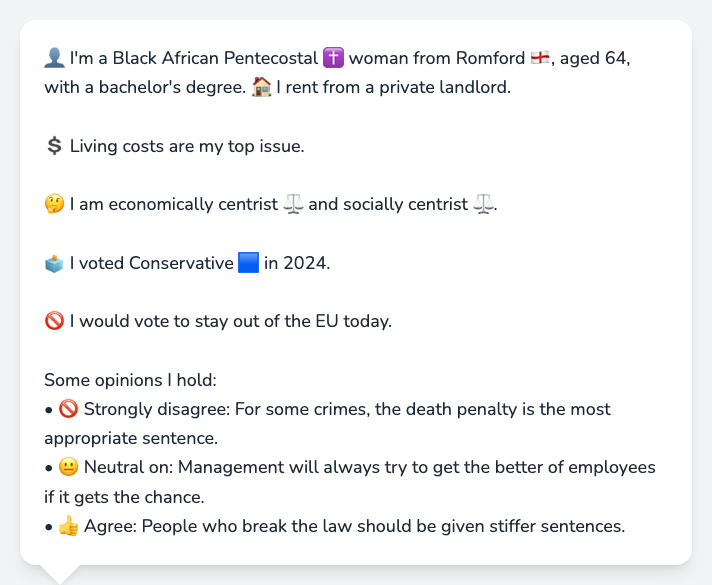 👤 I'm a Black African Pentecostal ✝️ woman from Romford 🏴󠁧󠁢󠁥󠁮󠁧󠁿, aged 64,
with a bachelor's degree. 🏠 I rent from a private landlord.
💲 Living costs are my top issue.
🤔 I am economically centrist ⚖️ and socially centrist ⚖️.
🗳️ I voted Conservative 🟦 in 2024.
🚫 I would vote to stay out of the EU today.
Some opinions I hold:
• 🚫 Strongly disagree: For some crimes, the death penalty is the most
appropriate sentence.
• 😐 Neutral on: Management will always try to get the better of employees
if it gets the chance.
• 👍 Agree: People who break the law should be given stiffer sentences.